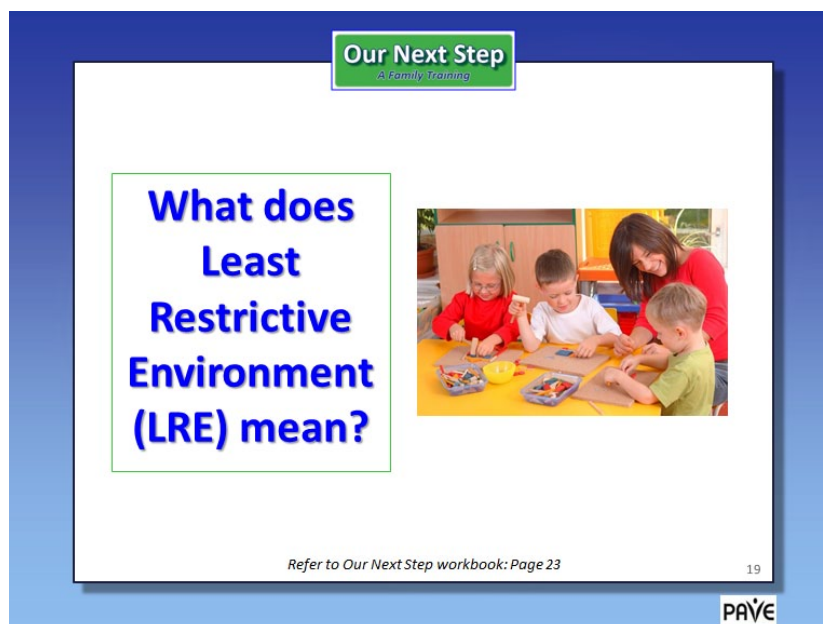 Our Next Step
A Family Training
What does
Least
Restrictive
Environment
(LRE) mean?
Refer to Our Next Step workbook: Page 23
19
PAVE